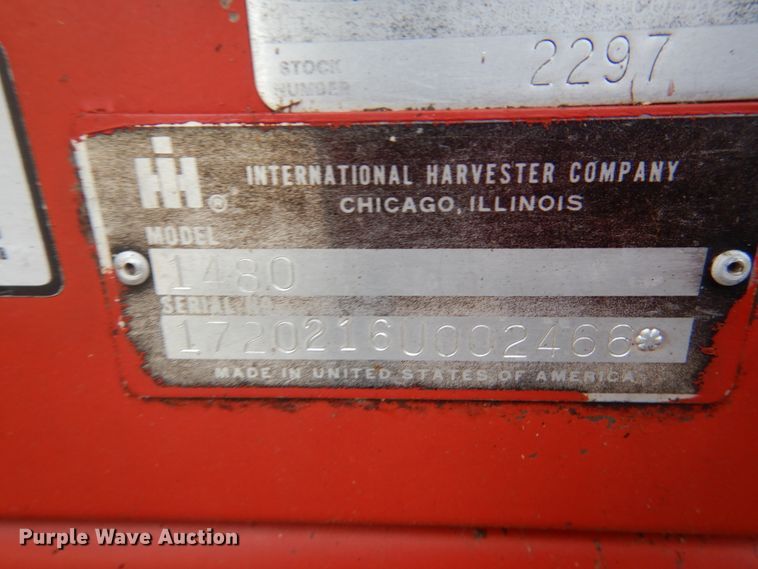 STOCK
NUMBER 2297
IH ®
INTERNATIONAL HARVESTER COMPANY
CHICAGO, ILLINOIS
MODEL
1480
SERIAL NO.
1720216U002466
MADE IN UNITED STATES OF AMERICA
Purple Wave Auction